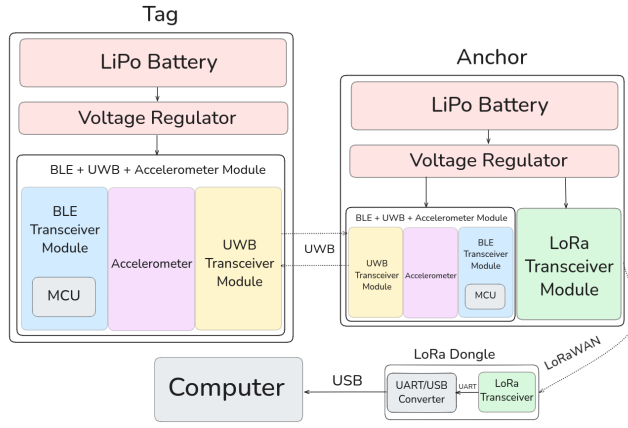 Tag
LiPo Battery
Voltage Regulator
BLE + UWB + Accelerometer Module
BLE
Transceiver
Module
MCU
Accelerometer
UWB
Transceiver
Module
UWB
Anchor
LiPo Battery
Voltage Regulator
BLE + UWB + Accelerometer Module
UWB
Transceiver
Module
Accelerometer
BLE
Transceiver
Module
MCU
LoRa
Transceiver
Module
LoRaWAN
LoRa Dongle
LoRa
Transceiver
UART
UART/USB
Converter
USB
Computer